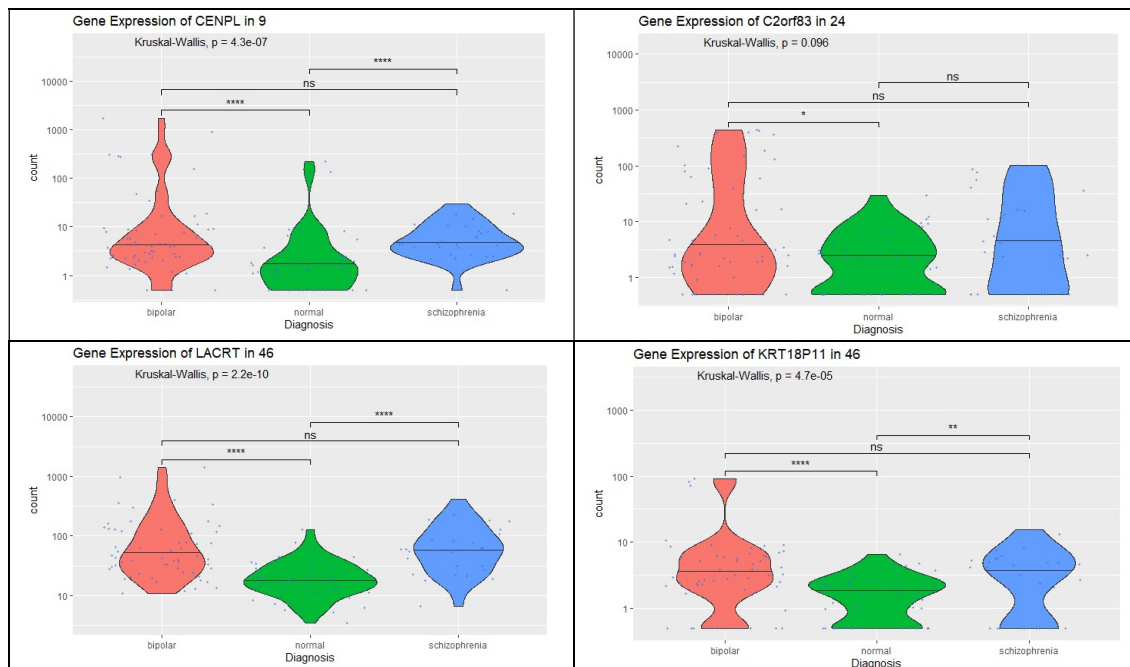 Gene Expression of CENPL in 9
Kruskal-Wallis, p = 4.3e-07
****
ns
****
10000
1000
100
10
1
count
bipolar
normal
schizophrenia
Diagnosis
Gene Expression of C2orf83 in 24
Kruskal-Wallis, p = 0.096
ns
ns
*
10000
1000
100
10
1
count
bipolar
normal
schizophrenia
Diagnosis
Gene Expression of LACRT in 46
Kruskal-Wallis, p = 2.2e-10
****
ns
****
10000
1000
100
10
count
bipolar
normal
schizophrenia
Diagnosis
Gene Expression of KRT18P11 in 46
Kruskal-Wallis, p = 4.7e-05
**
ns
****
1000
100
10
1
count
bipolar
normal
schizophrenia
Diagnosis